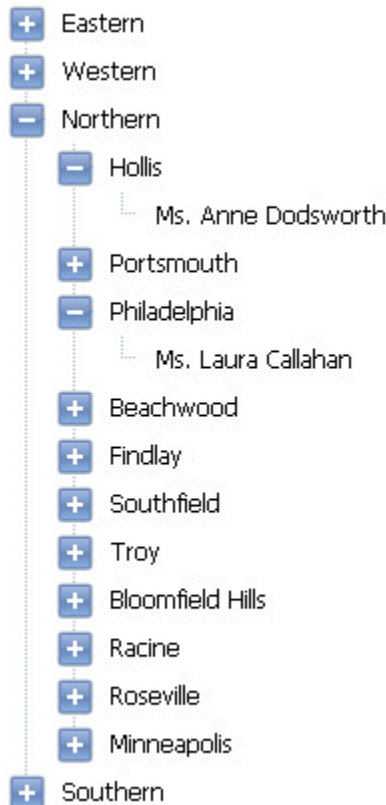 Eastern
Western
Northern
Hollis
Ms. Anne Dodsworth
Portsmouth
Philadelphia
Ms. Laura Callahan
Beachwood
Findlay
Southfield
Troy
Bloomfield Hills
Racine
Roseville
Minneapolis
Southern